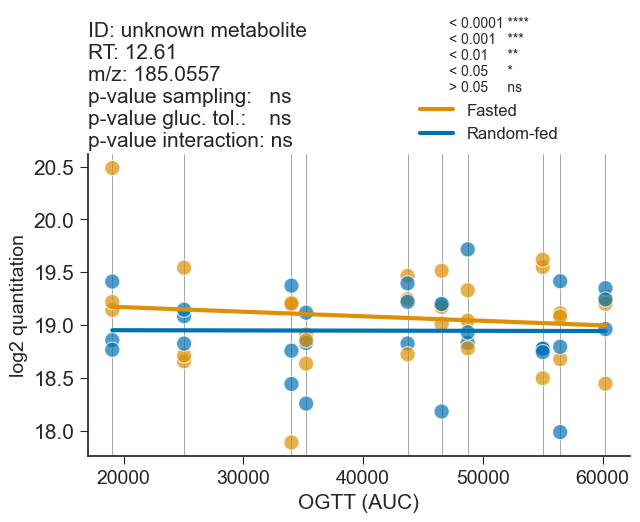 ID: unknown metabolite
RT: 12.61
m/z: 185.0557
p-value sampling: ns
p-value gluc. tol.: ns
p-value interaction: ns
< 0.0001 ****
< 0.001 ***
< 0.01 **
< 0.05 *
> 0.05 ns
Fasted
Random-fed
log2 quantitation
20.5
20.0
19.5
19.0
18.5
18.0
20000 30000 40000 50000 60000
OGTT (AUC)